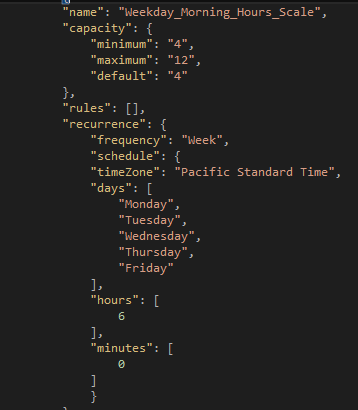 "name": "Weekday_Morning_Hours_Scale",
"capacity": {
"minimum": "4",
"maximum": "12",
"default": "4"
},
"rules": [],
"recurrence": {
"frequency": "Week",
"schedule": {
"timeZone": "Pacific Standard Time",
"days": [
"Monday",
"Tuesday",
"Wednesday",
"Thursday",
"Friday"
],
"hours": [
6
],
"minutes": [
0
]
}